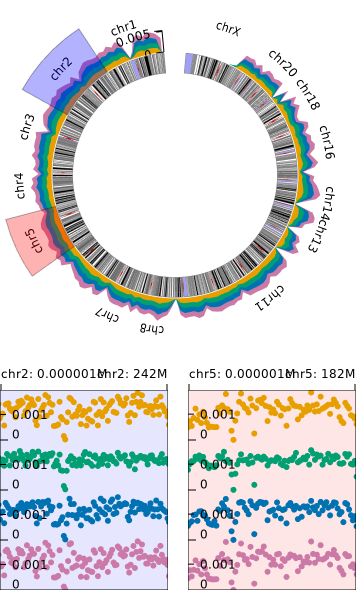 chr1
chrX
0.005
0
chr2
chr20
chr18
chr3
chr16
chr4
chr14
chr13
chr5
chr11
chr7
chr8
chr2: 0.000001M
chr2: 242M
chr5: 0.000001M
chr5: 182M
0.001
0.001
0
0
0.001
0.001
0
0
0.001
0.001
0
0
0.001
0.001
0
0